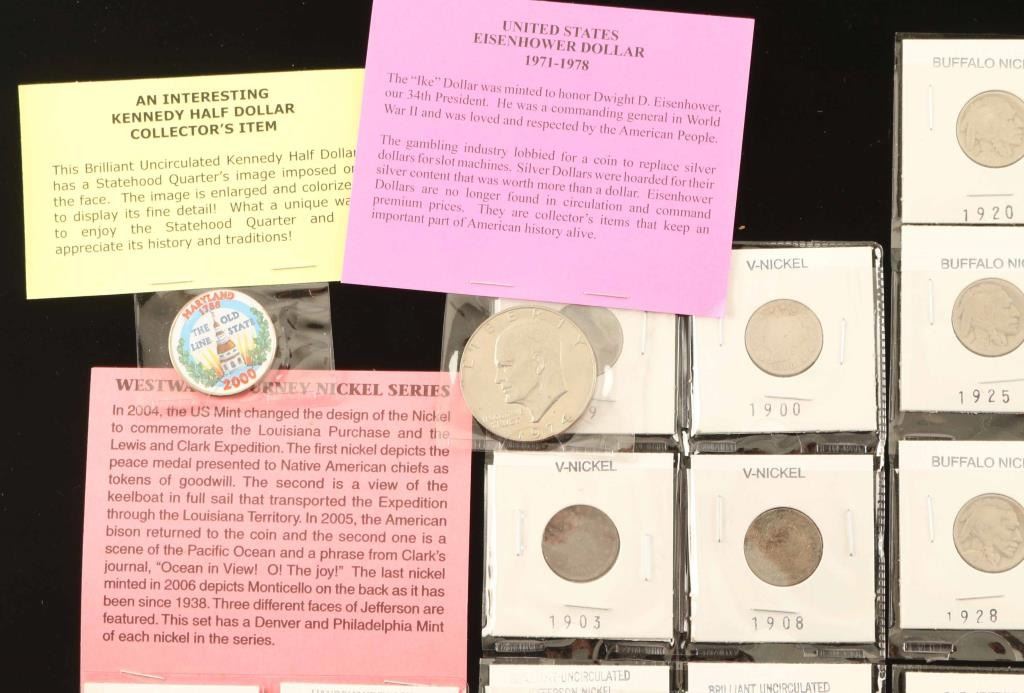 AN INTERESTING
KENNEDY HALF DOLLAR
COLLECTOR'S ITEM
This Brilliant Uncirculated Kennedy Half Dollar
has a Statehood Quarter's image imposed on
the face. The image is enlarged and colorize
to display its fine detail! What a unique wa
to enjoy the Statehood Quarter and
appreciate its history and traditions!
UNITED STATES
EISENHOWER DOLLAR
1971-1978
The "Ike" Dollar was minted to honor Dwight D. Eisenhower,
our 34th President. He was a commanding general in World
War II and was loved and respected by the American People.
The gambling industry lobbied for a coin to replace silver
dollars for slot machines. Silver Dollars were hoarded for their
silver content that was worth more than a dollar. Eisenhower
Dollars are no longer found in circulation and command
premium prices. They are collector's items that keep an
important part of American history alive.
MARYLAND
1788
THE OLD
LINE STATE
2000
LIBERTY
1974
WESTWA URNEY NICKEL SERIES
In 2004, the US Mint changed the design of the Nickel
to commemorate the Louisiana Purchase and the
Lewis and Clark Expedition. The first nickel depicts the
peace medal presented to Native American chiefs as
tokens of goodwill. The second is a view of the
keelboat in full sail that transported the Expedition
through the Louisiana Territory. In 2005, the American
bison returned to the coin and the second one is a
scene of the Pacific Ocean and a phrase from Clark's
journal, "Ocean in View! O! The joy!" The last nickel
minted in 2006 depicts Monticello on the back as it has
been since 1938. Three different faces of Jefferson are
featured. This set has a Denver and Philadelphia Mint
of each nickel in the series.
9
V-NICKEL
1900
V-NICKEL
1903
V-NICKEL
1908
BUFFALO NICK
1920
BUFFALO NI
1925
BUFFALO NIC
1928
BRILLIANT UNCIRCULATED
JEFFERSON NICKEL
BRILLIANT UNCIRCULATED